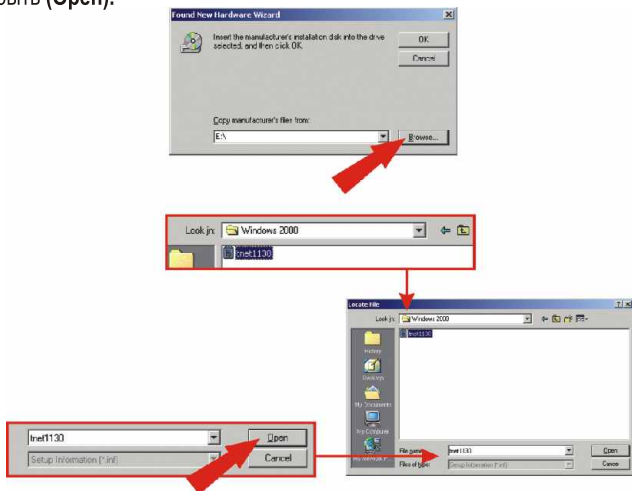 овить (Open).
Found New Hardware Wizard
Insert the manufacturer's installation disk into the drive
selected, and then click OK.
OK
Cancel
Copy manufacturer's files from:
E:\
Browse...
Look in:
Windows 2000
tnet1130
Locate File
Look in:
Windows 2000
tnet1130
History
Desktop
My Documents
My Computer
My Network P...
File name:
tnet1130
Open
Files of type:
Setup Information (*.inf)
Cancel
tnet1130
Open
Setup Information (*.inf)
Cancel